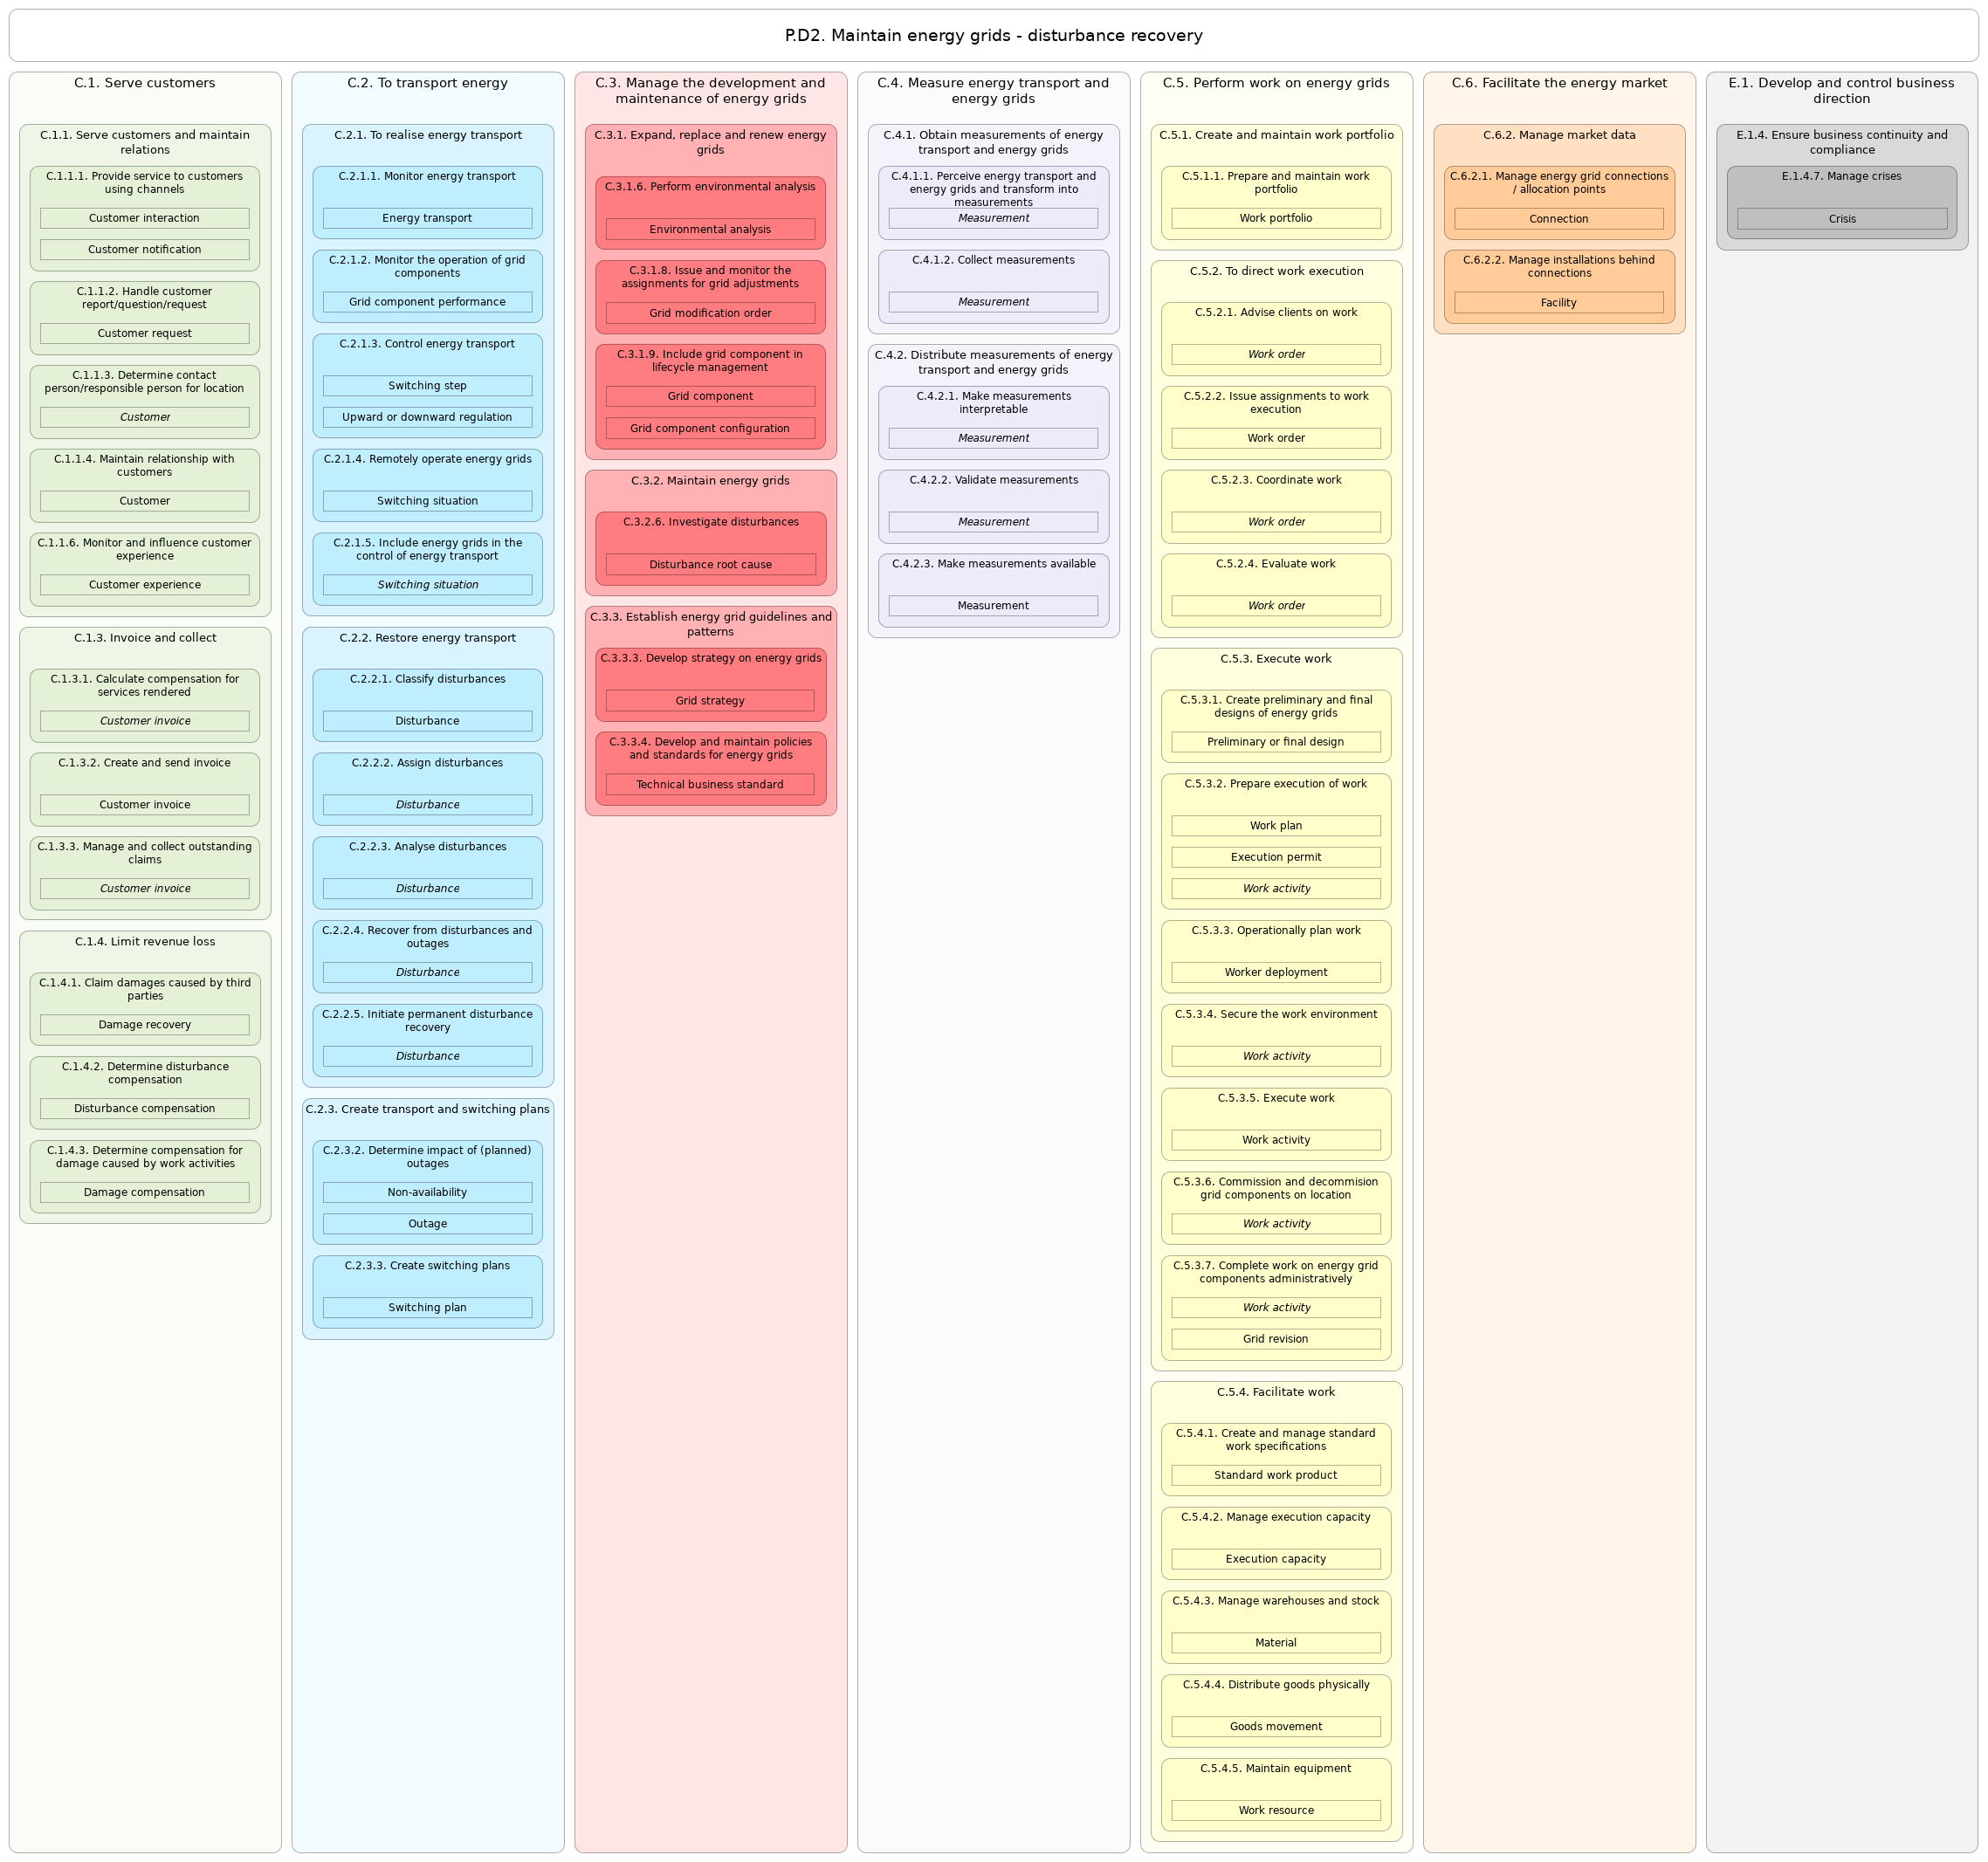 P.D2. Maintain energy grids - disturbance recovery
C.1. Serve customers
C.1.1. Serve customers and maintain
relations
C.1.1.1. Provide service to customers
using channels
Customer interaction
Customer notification
C.1.1.2. Handle customer
report/question/request
Customer request
C.1.1.3. Determine contact
person/responsible person for location
Customer
C.1.1.4. Maintain relationship with
customers
Customer
C.1.1.6. Monitor and influence customer
experience
Customer experience
C.1.3. Invoice and collect
C.1.3.1. Calculate compensation for
services rendered
Customer invoice
C.1.3.2. Create and send invoice
Customer invoice
C.1.3.3. Manage and collect outstanding
claims
Customer invoice
C.1.4. Limit revenue loss
C.1.4.1. Claim damages caused by third
parties
Damage recovery
C.1.4.2. Determine disturbance
compensation
Disturbance compensation
C.1.4.3. Determine compensation for
damage caused by work activities
Damage compensation
C.2. To transport energy
C.2.1. To realise energy transport
C.2.1.1. Monitor energy transport
Energy transport
C.2.1.2. Monitor the operation of grid
components
Grid component performance
C.2.1.3. Control energy transport
Switching step
Upward or downward regulation
C.2.1.4. Remotely operate energy grids
Switching situation
C.2.1.5. Include energy grids in the
control of energy transport
Switching situation
C.2.2. Restore energy transport
C.2.2.1. Classify disturbances
Disturbance
C.2.2.2. Assign disturbances
Disturbance
C.2.2.3. Analyse disturbances
Disturbance
C.2.2.4. Recover from disturbances and
outages
Disturbance
C.2.2.5. Initiate permanent disturbance
recovery
Disturbance
C.2.3. Create transport and switching plans
C.2.3.2. Determine impact of (planned)
outages
Non-availability
Outage
C.2.3.3. Create switching plans
Switching plan
C.3. Manage the development and
maintenance of energy grids
C.3.1. Expand, replace and renew energy
grids
C.3.1.6. Perform environmental analysis
Environmental analysis
C.3.1.8. Issue and monitor the
assignments for grid adjustments
Grid modification order
C.3.1.9. Include grid component in
lifecycle management
Grid component
Grid component configuration
C.3.2. Maintain energy grids
C.3.2.6. Investigate disturbances
Disturbance root cause
C.3.3. Establish energy grid guidelines and
patterns
C.3.3.3. Develop strategy on energy grids
Grid strategy
C.3.3.4. Develop and maintain policies
and standards for energy grids
Technical business standard
C.4. Measure energy transport and
energy grids
C.4.1. Obtain measurements of energy
transport and energy grids
C.4.1.1. Perceive energy transport and
energy grids and transform into
measurements
Measurement
C.4.1.2. Collect measurements
Measurement
C.4.2. Distribute measurements of energy
transport and energy grids
C.4.2.1. Make measurements
interpretable
Measurement
C.4.2.2. Validate measurements
Measurement
C.4.2.3. Make measurements available
Measurement
C.5. Perform work on energy grids
C.5.1. Create and maintain work portfolio
C.5.1.1. Prepare and maintain work
portfolio
Work portfolio
C.5.2. To direct work execution
C.5.2.1. Advise clients on work
Work order
C.5.2.2. Issue assignments to work
execution
Work order
C.5.2.3. Coordinate work
Work order
C.5.2.4. Evaluate work
Work order
C.5.3. Execute work
C.5.3.1. Create preliminary and final
designs of energy grids
Preliminary or final design
C.5.3.2. Prepare execution of work
Work plan
Execution permit
Work activity
C.5.3.3. Operationally plan work
Worker deployment
C.5.3.4. Secure the work environment
Work activity
C.5.3.5. Execute work
Work activity
C.5.3.6. Commission and decommision
grid components on location
Work activity
C.5.3.7. Complete work on energy grid
components administratively
Work activity
Grid revision
C.5.4. Facilitate work
C.5.4.1. Create and manage standard
work specifications
Standard work product
C.5.4.2. Manage execution capacity
Execution capacity
C.5.4.3. Manage warehouses and stock
Material
C.5.4.4. Distribute goods physically
Goods movement
C.5.4.5. Maintain equipment
Work resource
C.6. Facilitate the energy market
C.6.2. Manage market data
C.6.2.1. Manage energy grid connections
/ allocation points
Connection
C.6.2.2. Manage installations behind
connections
Facility
E.1. Develop and control business
direction
E.1.4. Ensure business continuity and
compliance
E.1.4.7. Manage crises
Crisis